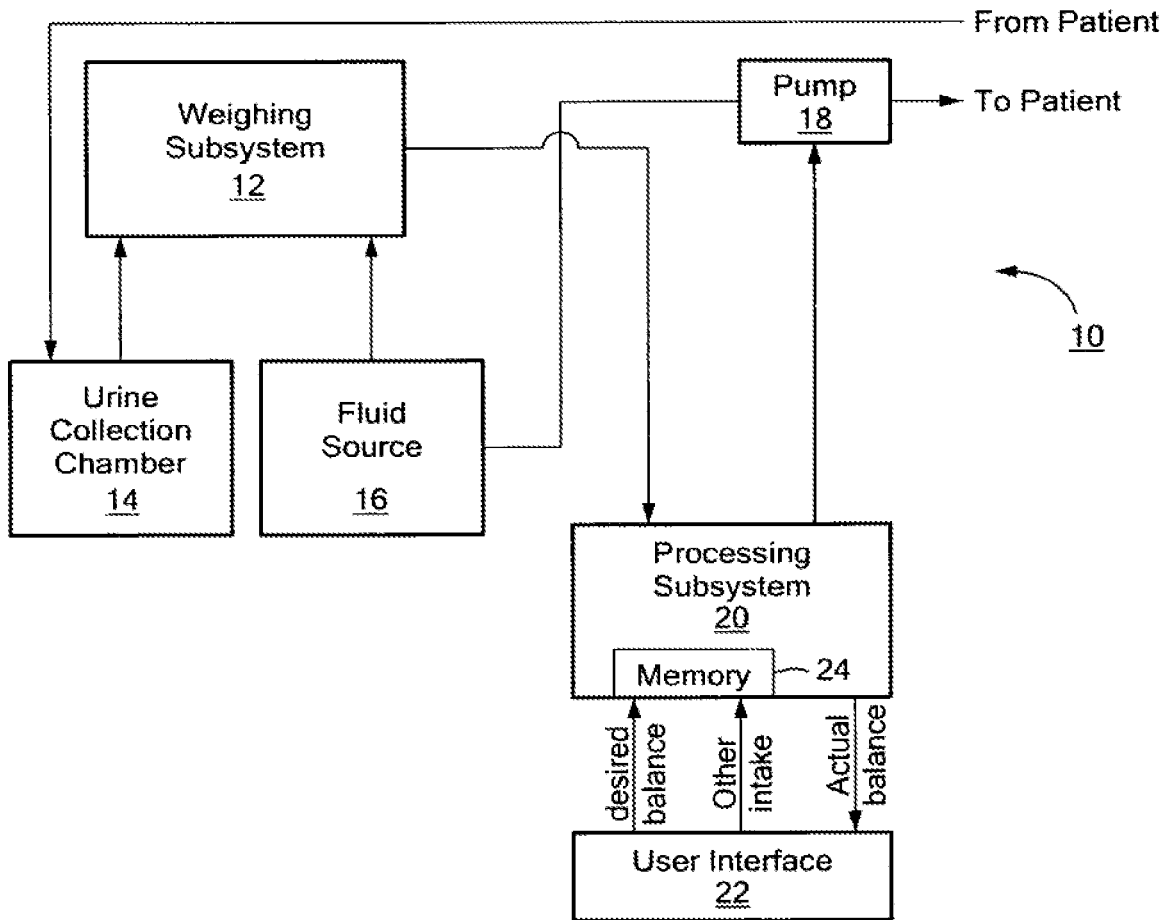 From Patient
Weighing
Subsystem
12
Pump
18
To Patient
10
Urine
Collection
Chamber
14
Fluid
Source
16
Processing
Subsystem
20
Memory
24
desired
balance
Other
intake
Actual
balance
User Interface
22